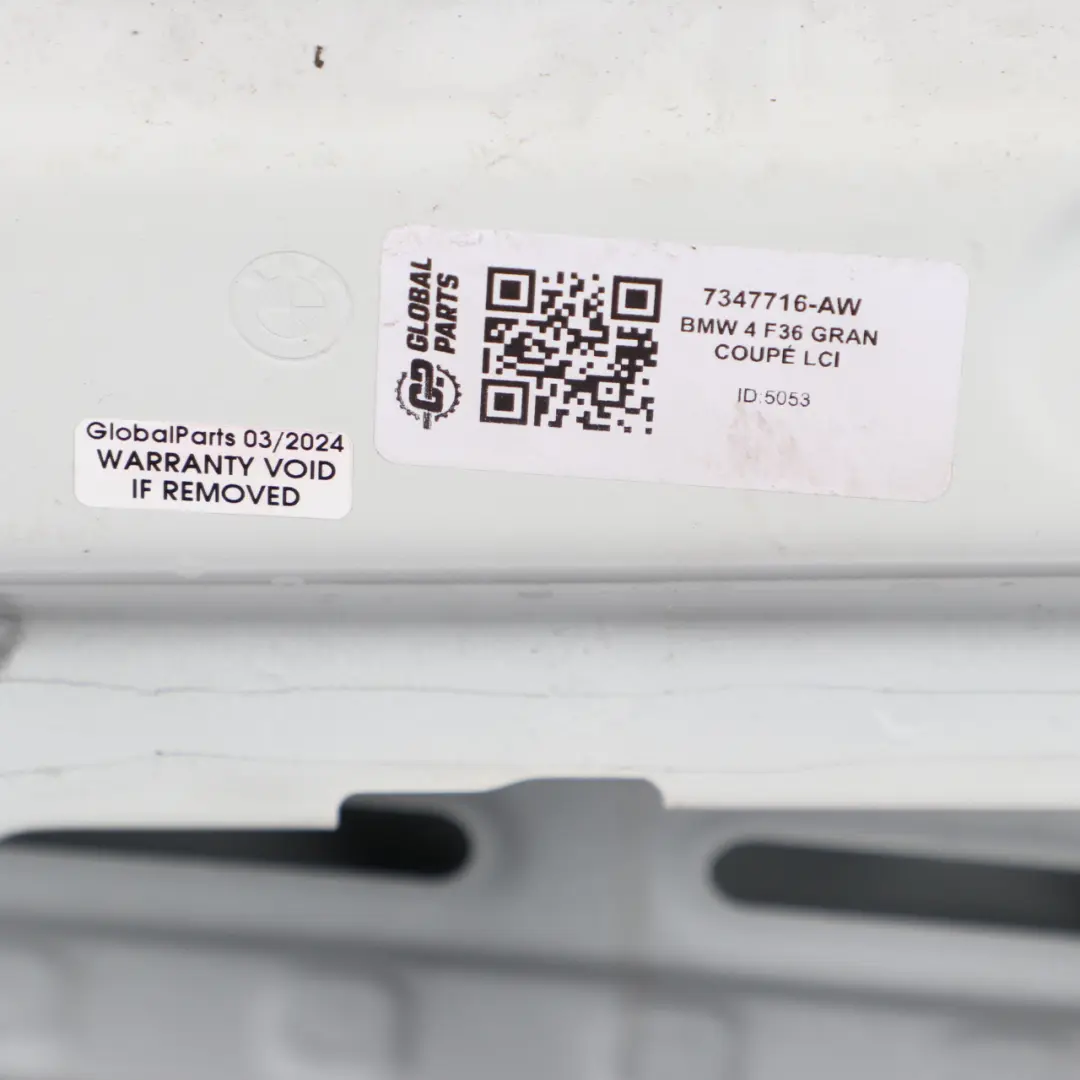 GLOBAL
PARTS
7347716-AW
BMW 4 F36 GRAN
COUPÉ LCI
ID:5053
GlobalParts 03/2024
WARRANTY VOID
IF REMOVED